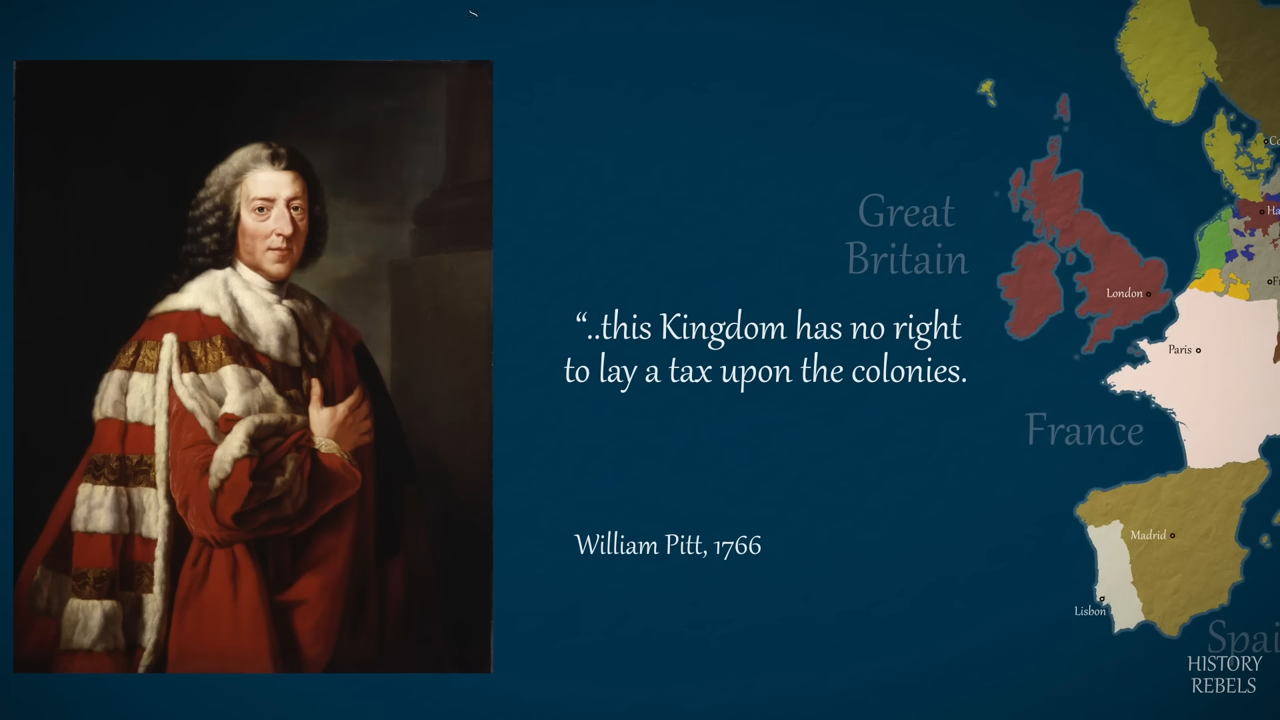 Great
Britain
“..this Kingdom has no right
to lay a tax upon the colonies.
William Pitt, 1766
London
Paris
France
Madrid
Lisbon
HISTORY
REBELS